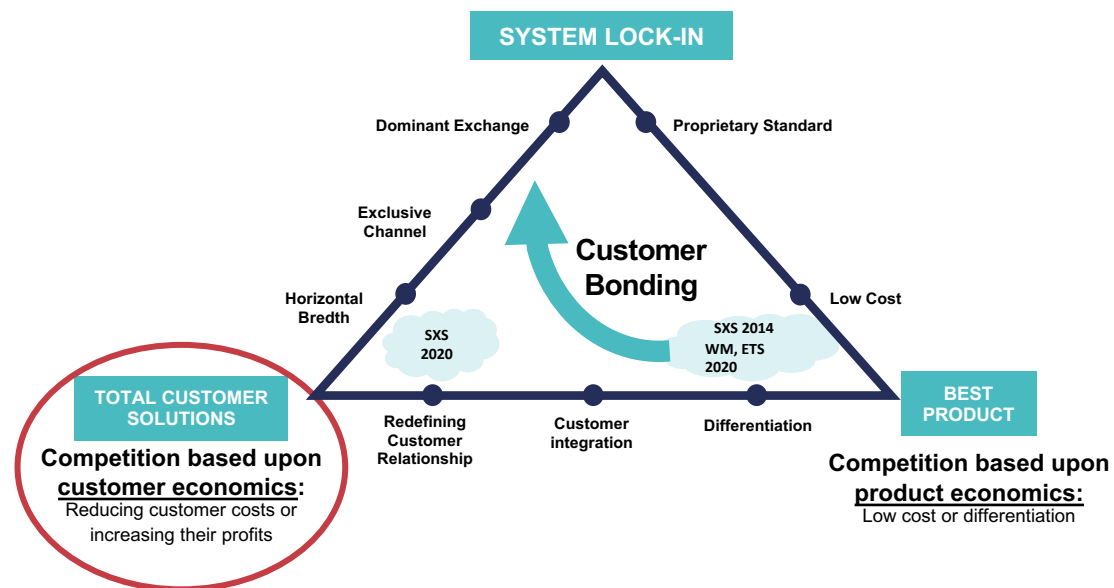 SYSTEM LOCK-IN
Dominant Exchange
Proprietary Standard
Exclusive
Channel
Customer
Bonding
Horizontal
Bredth
Low Cost
SXS
2020
SXS 2014
WM, ETS
2020
TOTAL CUSTOMER
SOLUTIONS
BEST
PRODUCT
Redefining
Customer
Relationship
Customer
integration
Differentiation
Competition based upon
customer economics:
Reducing customer costs or
increasing their profits
Competition based upon
product economics:
Low cost or differentiation